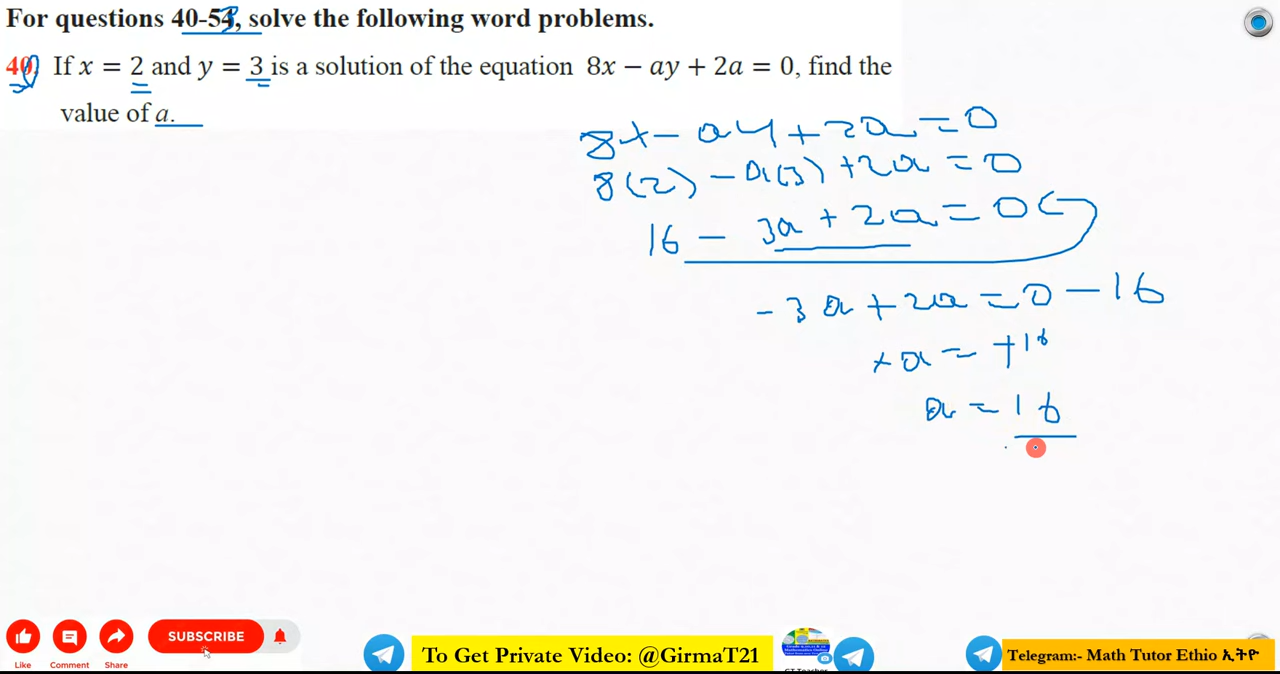 For questions 40-53, solve the following word problems.
40. If x = 2 and y = 3 is a solution of the equation 8x − ay + 2a = 0, find the
value of a.
8x − ay + 2a = 0
8(2) − a(3) + 2a = 0
16 − 3a + 2a = 0
-3a + 2a = 0 − 16
+a = +16
a = 16
Like
Comment
Share
SUBSCRIBE
To Get Private Video: @GirmaT21
Telegram:- Math Tutor Ethio ኢትዮ